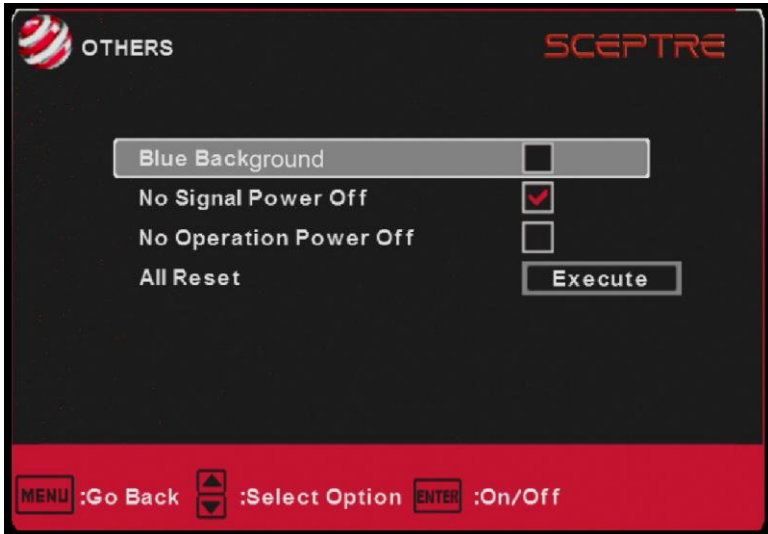 OTHERS SCEPTRE
Blue Background
No Signal Power Off
No Operation Power Off
All Reset Execute
MENU :Go Back :Select Option ENTER :On/Off